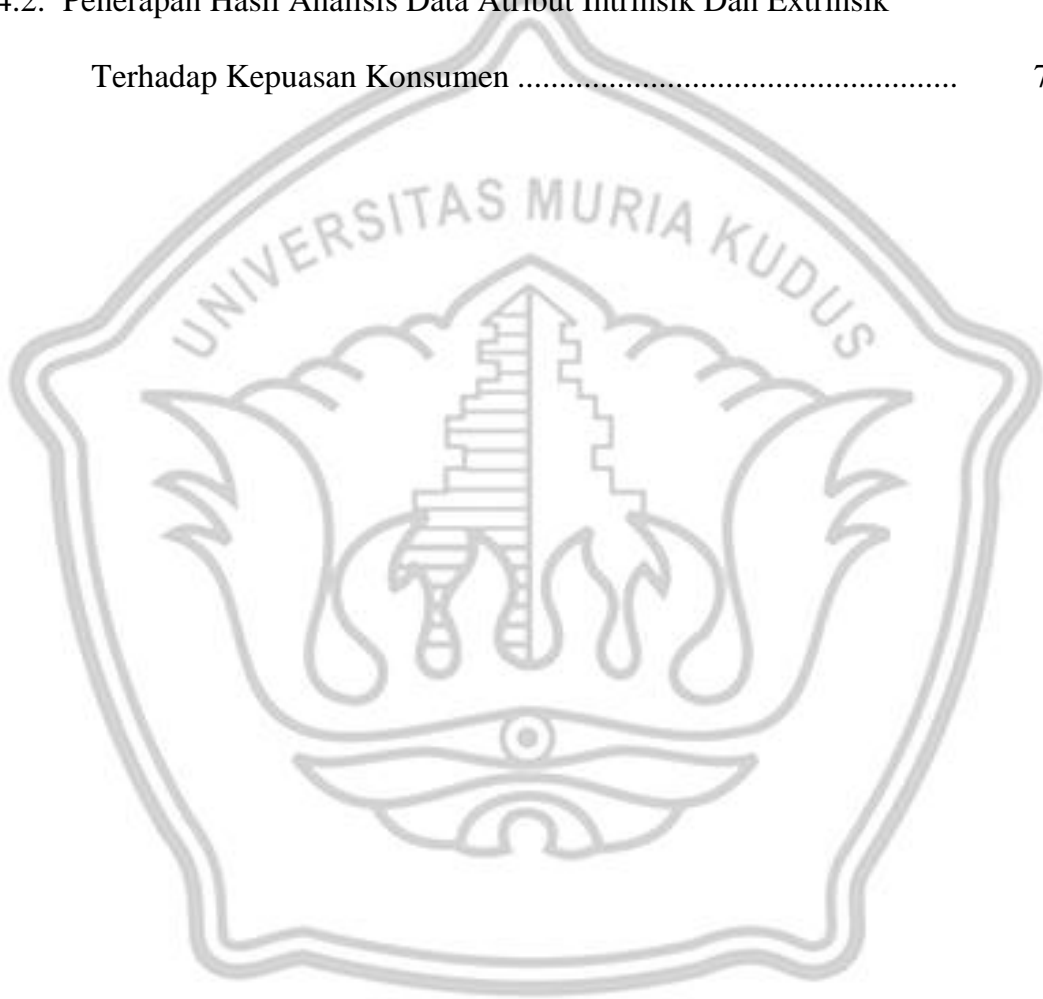 4.2. Penerapan Hasil Analisis Data Atribut Intrinsik Dan Extrinsik
Terhadap Kepuasan Konsumen ..................................................... 7
UNIVERSITAS MURIA KUDUS